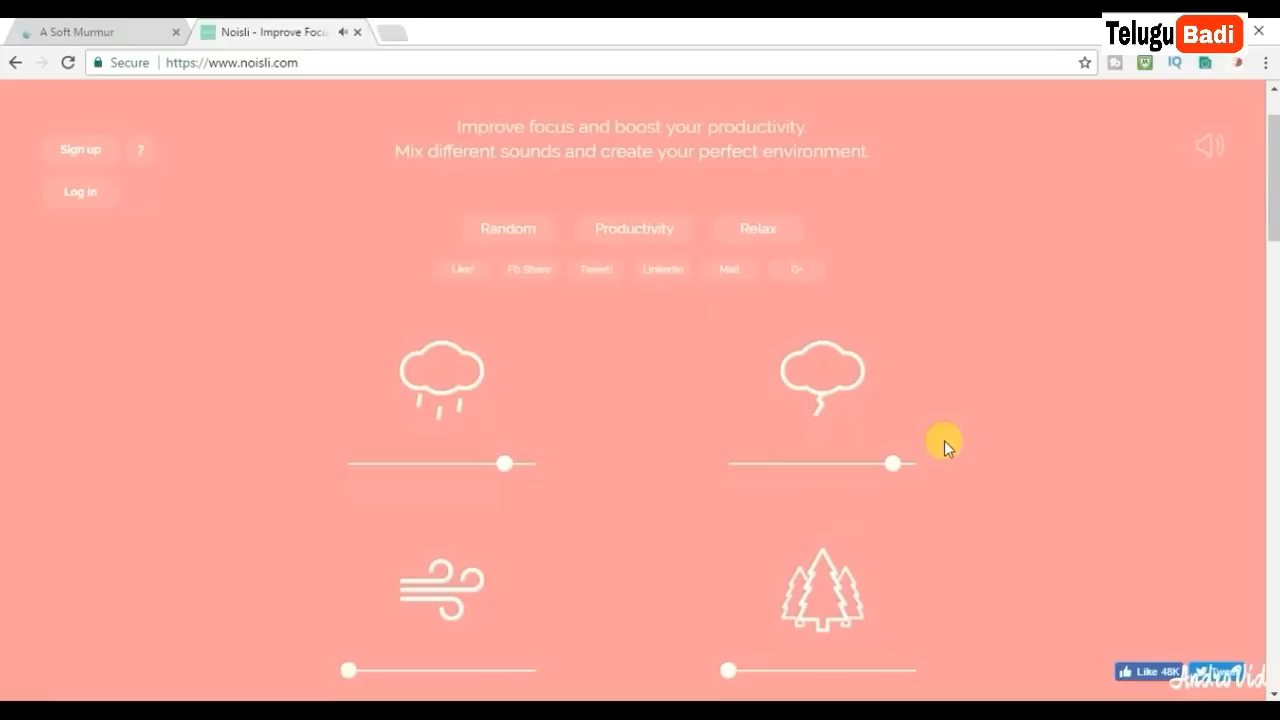 A Soft Murmur
Noisli - Improve Focu
Telugu Badi
Secure https://www.noisli.com
IQ
Improve focus and boost your productivity.
Mix different sounds and create your perfect environment.
Sign up ?
Log in
Random Productivity Relax
Like! Fb Share Tweet! LinkedIn Mail G+
Like 48K
AndroVid